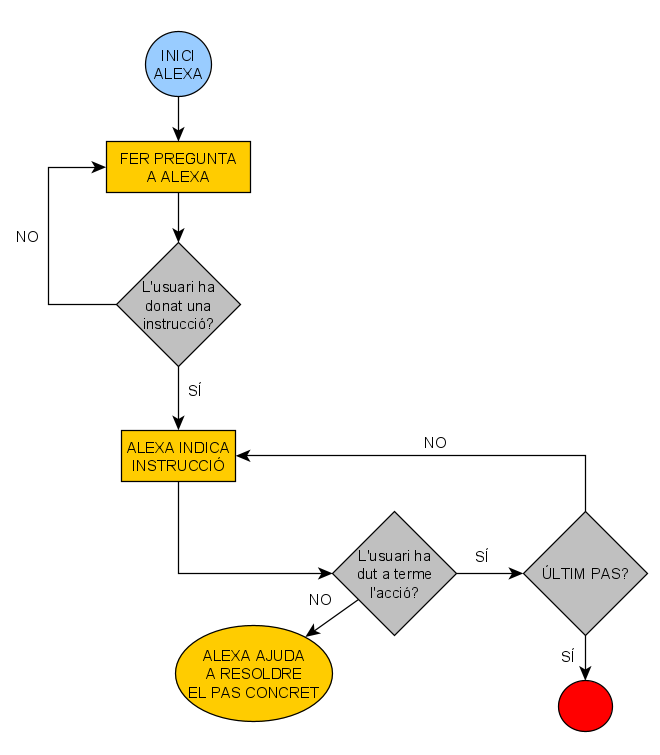 INICI
ALEXA
FER PREGUNTA
A ALEXA
NO
L'usuari ha
donat una
instrucció?
SÍ
ALEXA INDICA
INSTRUCCIÓ
NO
L'usuari ha
dut a terme
l'acció?
SÍ
ÚLTIM PAS?
NO
ALEXA AJUDA
A RESOLDRE
EL PAS CONCRET
SÍ